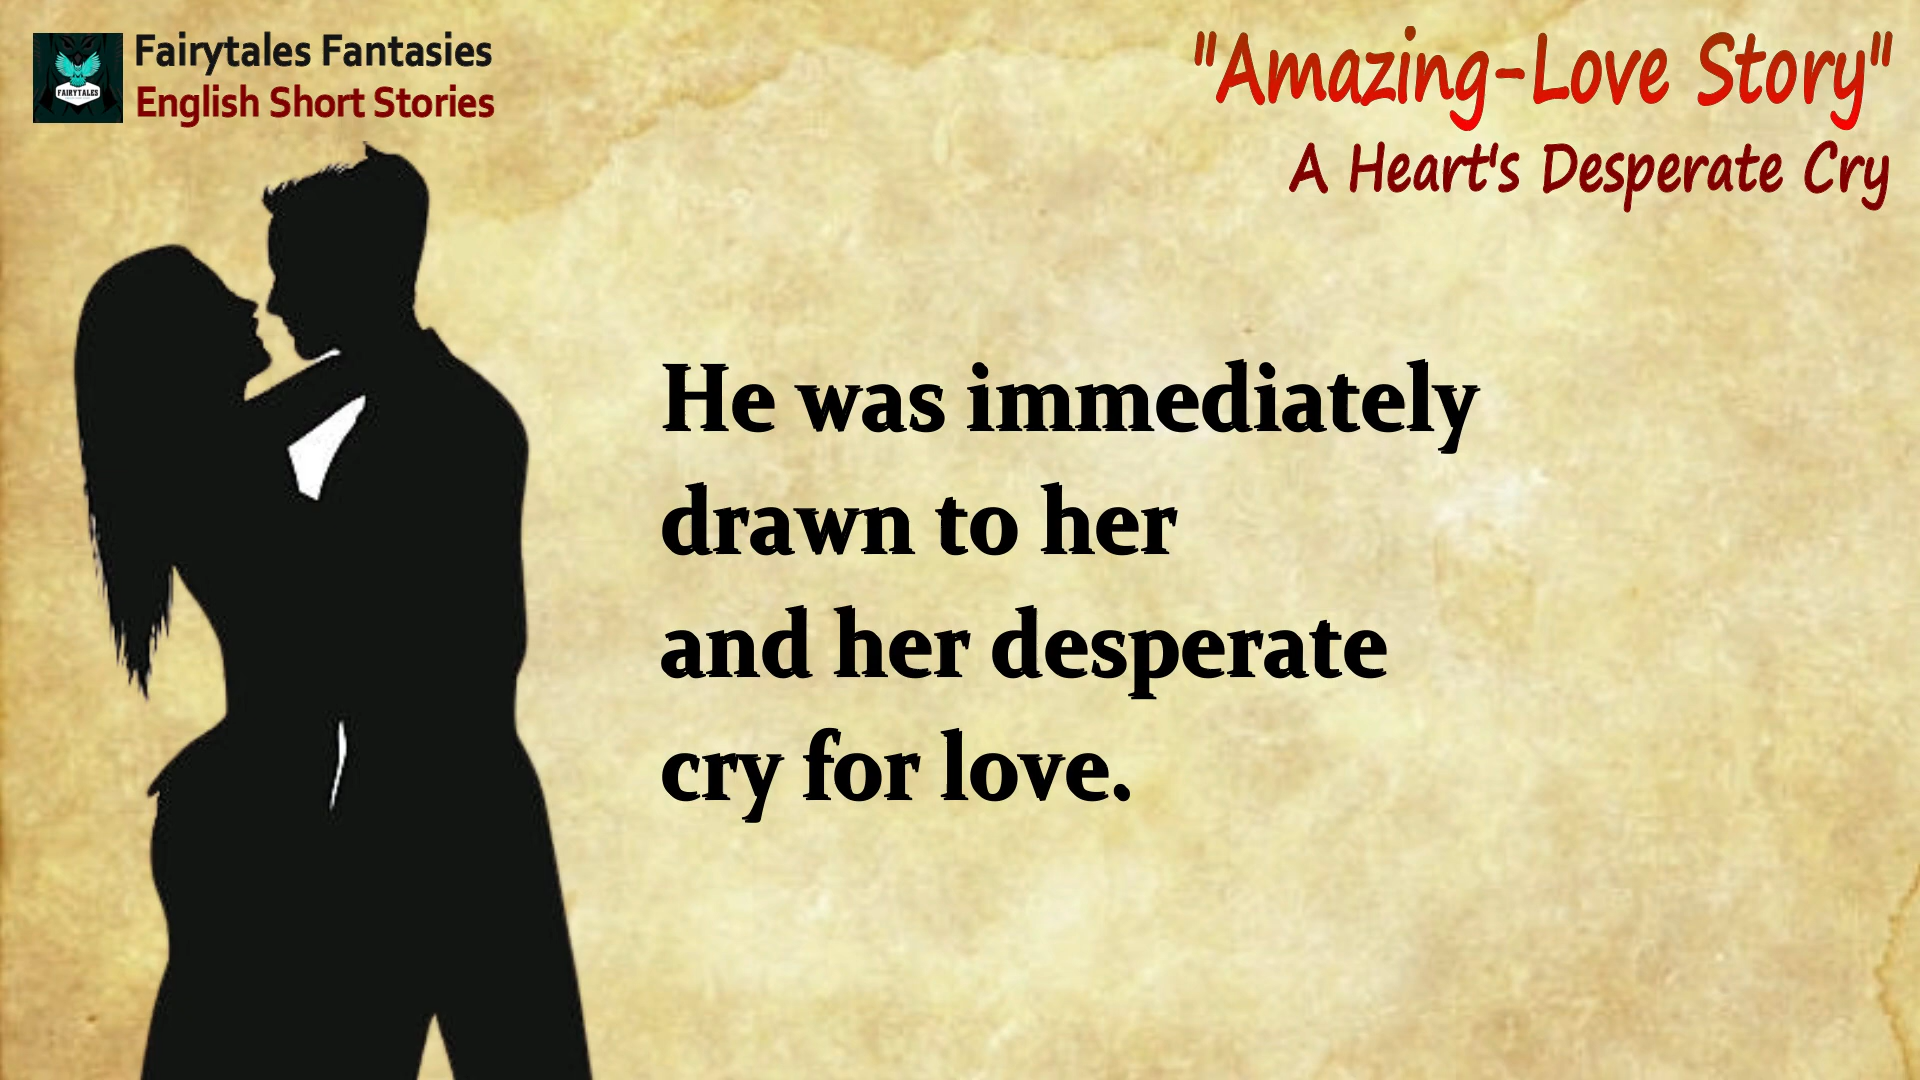 Fairytales Fantasies
English Short Stories
FAIRYTALES
"Amazing-Love Story"
A Heart's Desperate Cry
He was immediately
drawn to her
and her desperate
cry for love.